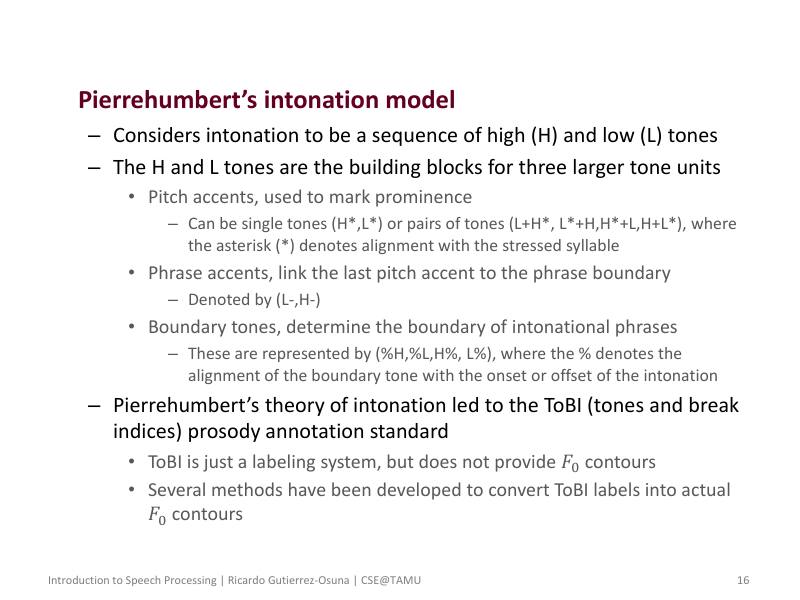 Pierrehumbert’s intonation model
– Considers intonation to be a sequence of high (H) and low (L) tones
– The H and L tones are the building blocks for three larger tone units
• Pitch accents, used to mark prominence
– Can be single tones (H*,L*) or pairs of tones (L+H*, L*+H,H*+L,H+L*), where
the asterisk (*) denotes alignment with the stressed syllable
• Phrase accents, link the last pitch accent to the phrase boundary
– Denoted by (L-,H-)
• Boundary tones, determine the boundary of intonational phrases
– These are represented by (%H,%L,H%, L%), where the % denotes the
alignment of the boundary tone with the onset or offset of the intonation
– Pierrehumbert’s theory of intonation led to the ToBI (tones and break
indices) prosody annotation standard
• ToBI is just a labeling system, but does not provide F₀ contours
• Several methods have been developed to convert ToBI labels into actual
F₀ contours
Introduction to Speech Processing | Ricardo Gutierrez-Osuna | CSE@TAMU 16